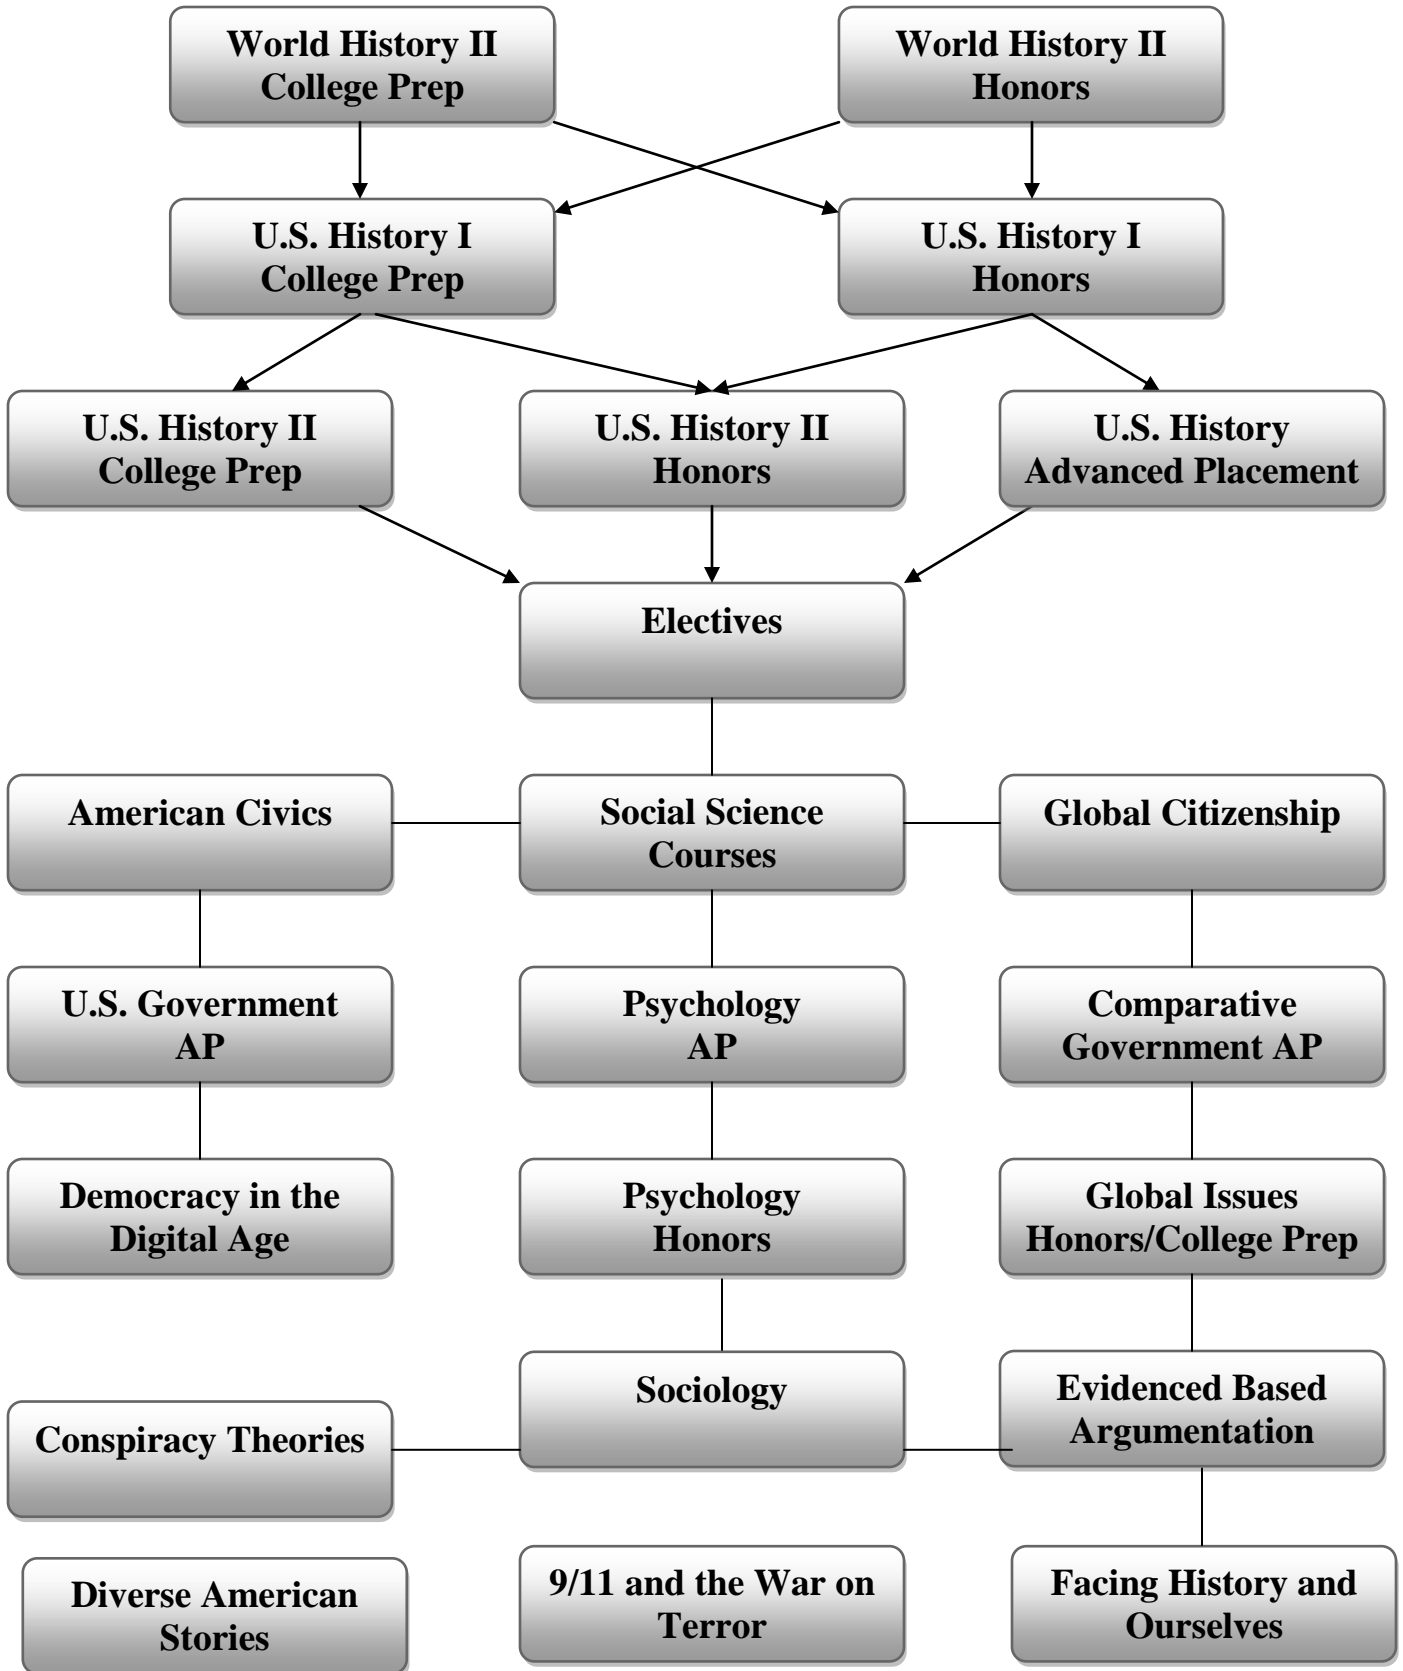 World History II
College Prep
World History II
Honors
U.S. History I
College Prep
U.S. History I
Honors
U.S. History II
College Prep
U.S. History II
Honors
U.S. History
Advanced Placement
Electives
American Civics
Social Science
Courses
Global Citizenship
U.S. Government
AP
Psychology
AP
Comparative
Government AP
Democracy in the
Digital Age
Psychology
Honors
Global Issues
Honors/College Prep
Conspiracy Theories
Sociology
Evidenced Based
Argumentation
Diverse American
Stories
9/11 and the War on
Terror
Facing History and
Ourselves